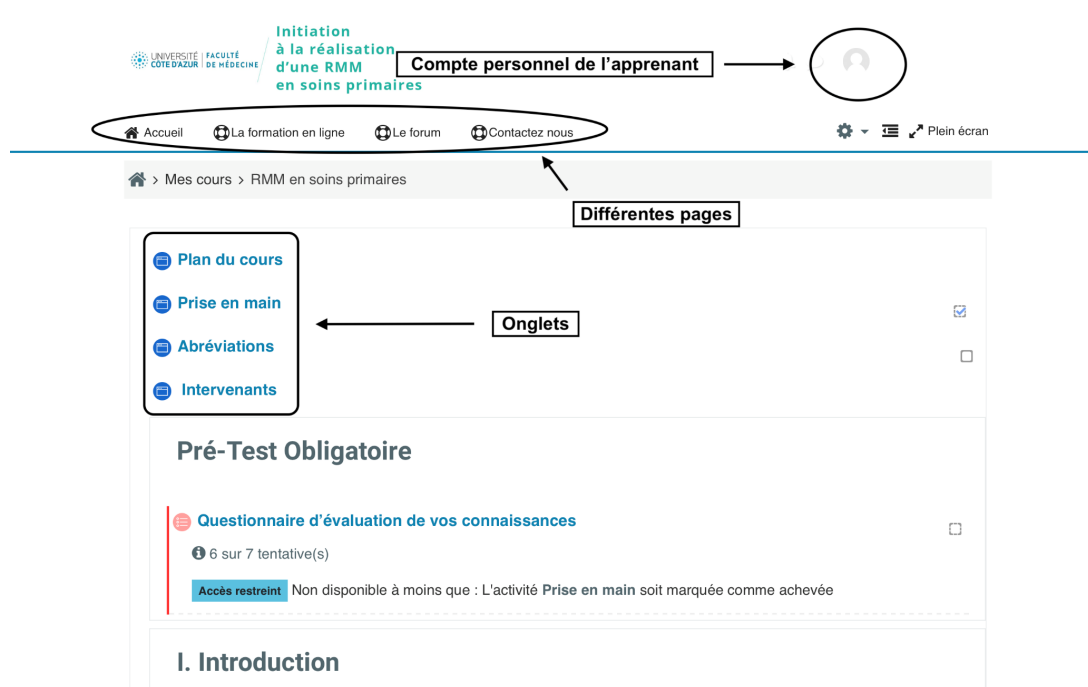 Initiation
à la réalisation
d'une RMM
en soins primaires
UNIVERSITÉ FACULTÉ
CÔTE D'AZUR DE MÉDECINE
Compte personnel de l'apprenant
Accueil La formation en ligne Le forum Contactez nous Plein écran
> Mes cours > RMM en soins primaires
Différentes pages
Plan du cours
Prise en main
Onglets
Abréviations
Intervenants
Pré-Test Obligatoire
Questionnaire d'évaluation de vos connaissances
6 sur 7 tentative(s)
Accès restreint Non disponible à moins que : L'activité Prise en main soit marquée comme achevée
I. Introduction